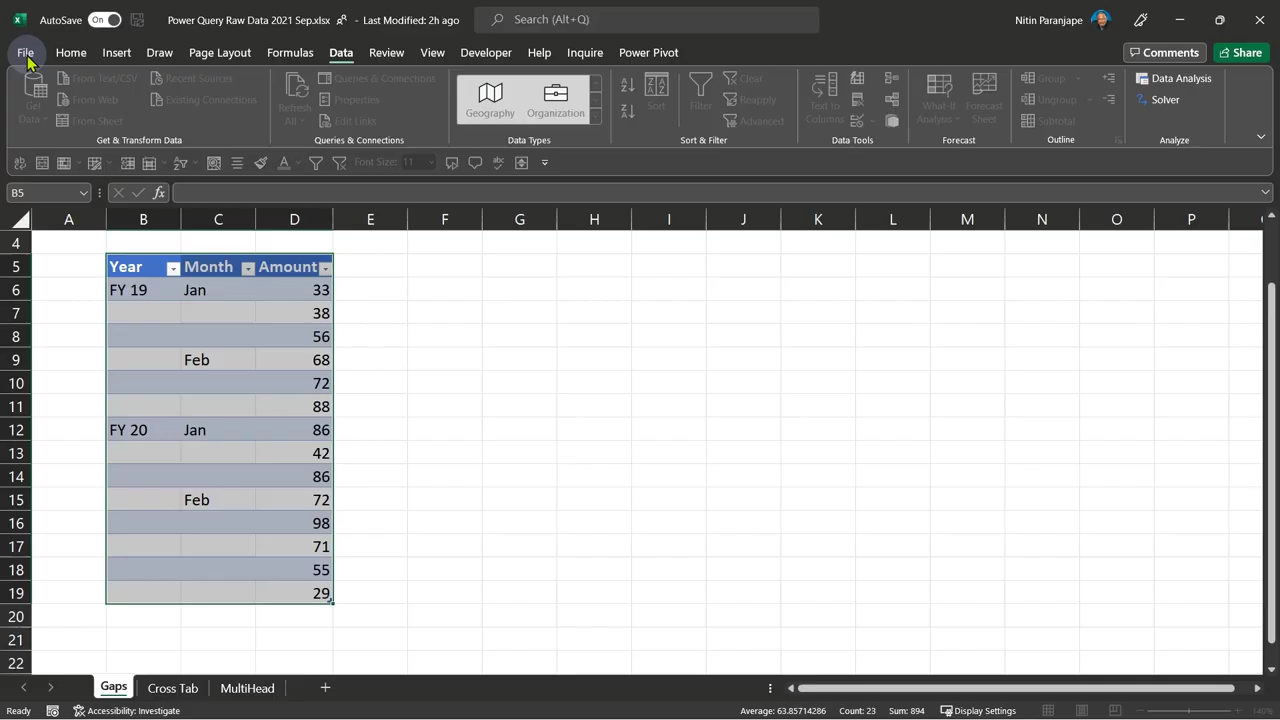 AutoSave On Power Query Raw Data 2021 Sep.xlsx • Last Modified: 2h ago Search (Alt+Q) Nitin Paranjape
File Home Insert Draw Page Layout Formulas Data Review View Developer Help Inquire Power Pivot Comments Share
Get Data From Text/CSV Recent Sources
From Web Existing Connections
From Sheet
Get & Transform Data
Refresh All Queries & Connections
Properties
Edit Links
Queries & Connections
Geography Organization
Data Types
Sort Filter Clear
Reapply
Advanced
Sort & Filter
Text to Columns
Data Tools
What-If Analysis Forecast Sheet
Forecast
Group
Ungroup
Subtotal
Outline
Data Analysis
Solver
Analyze
Font Size: 11
B5 fx
A B C D E F G H I J K L M N O P
4
5 Year Month Amount
6 FY 19 Jan 33
7 38
8 56
9 Feb 68
10 72
11 88
12 FY 20 Jan 86
13 42
14 86
15 Feb 72
16 98
17 71
18 55
19 29
20
21
22
Gaps Cross Tab MultiHead
Ready Accessibility: Investigate Average: 63.85714286 Count: 23 Sum: 894 Display Settings 140%